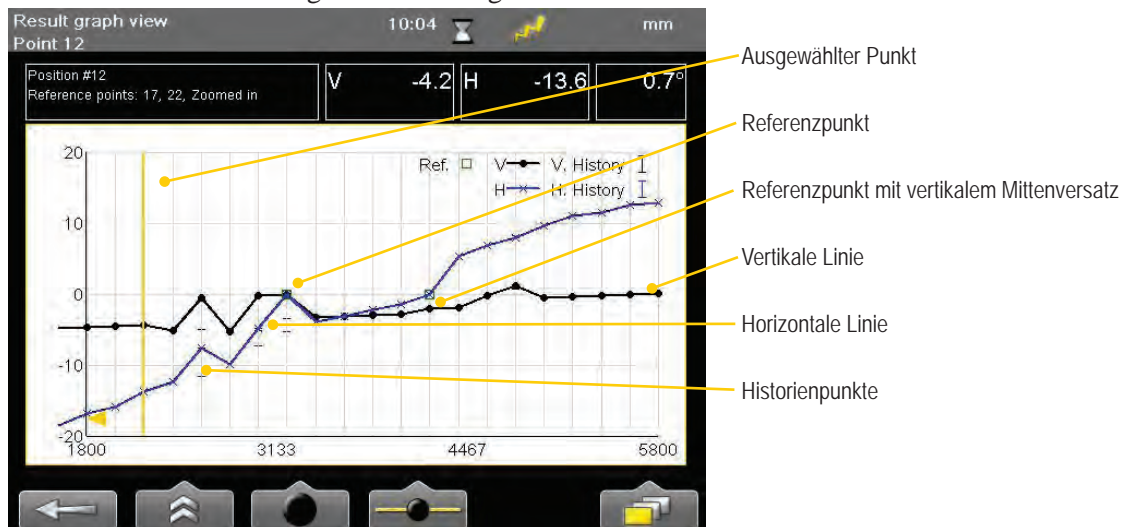 Result graph view
10:04
mm
Point 12
Position #12
Reference points: 17, 22, Zoomed in
V -4.2
H -13.6
0.7°
20
10
0
-10
-20
Ref. V V, History
H H, History
1800 3133 4467 5800
Ausgewählter Punkt
Referenzpunkt
Referenzpunkt mit vertikalem Mittenversatz
Vertikale Linie
Horizontale Linie
Historienpunkte